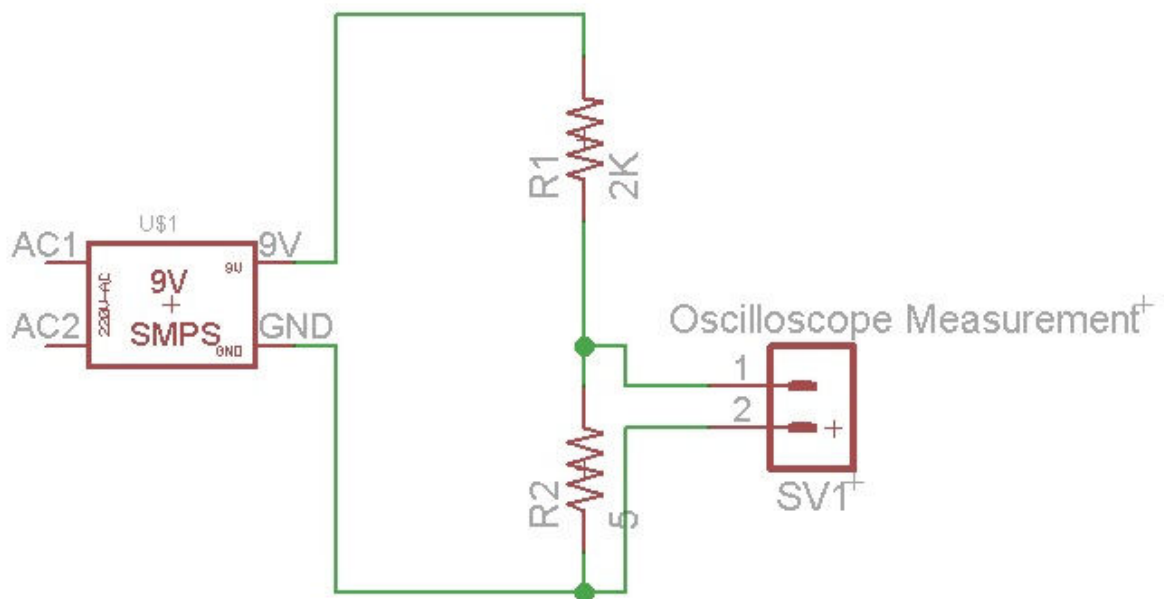 U$1
AC1
9V
AC2
GND
220V-AC
9V
SMPS
9V
GND
R1
2K
R2
5
Oscilloscope Measurement
1
2
SV1